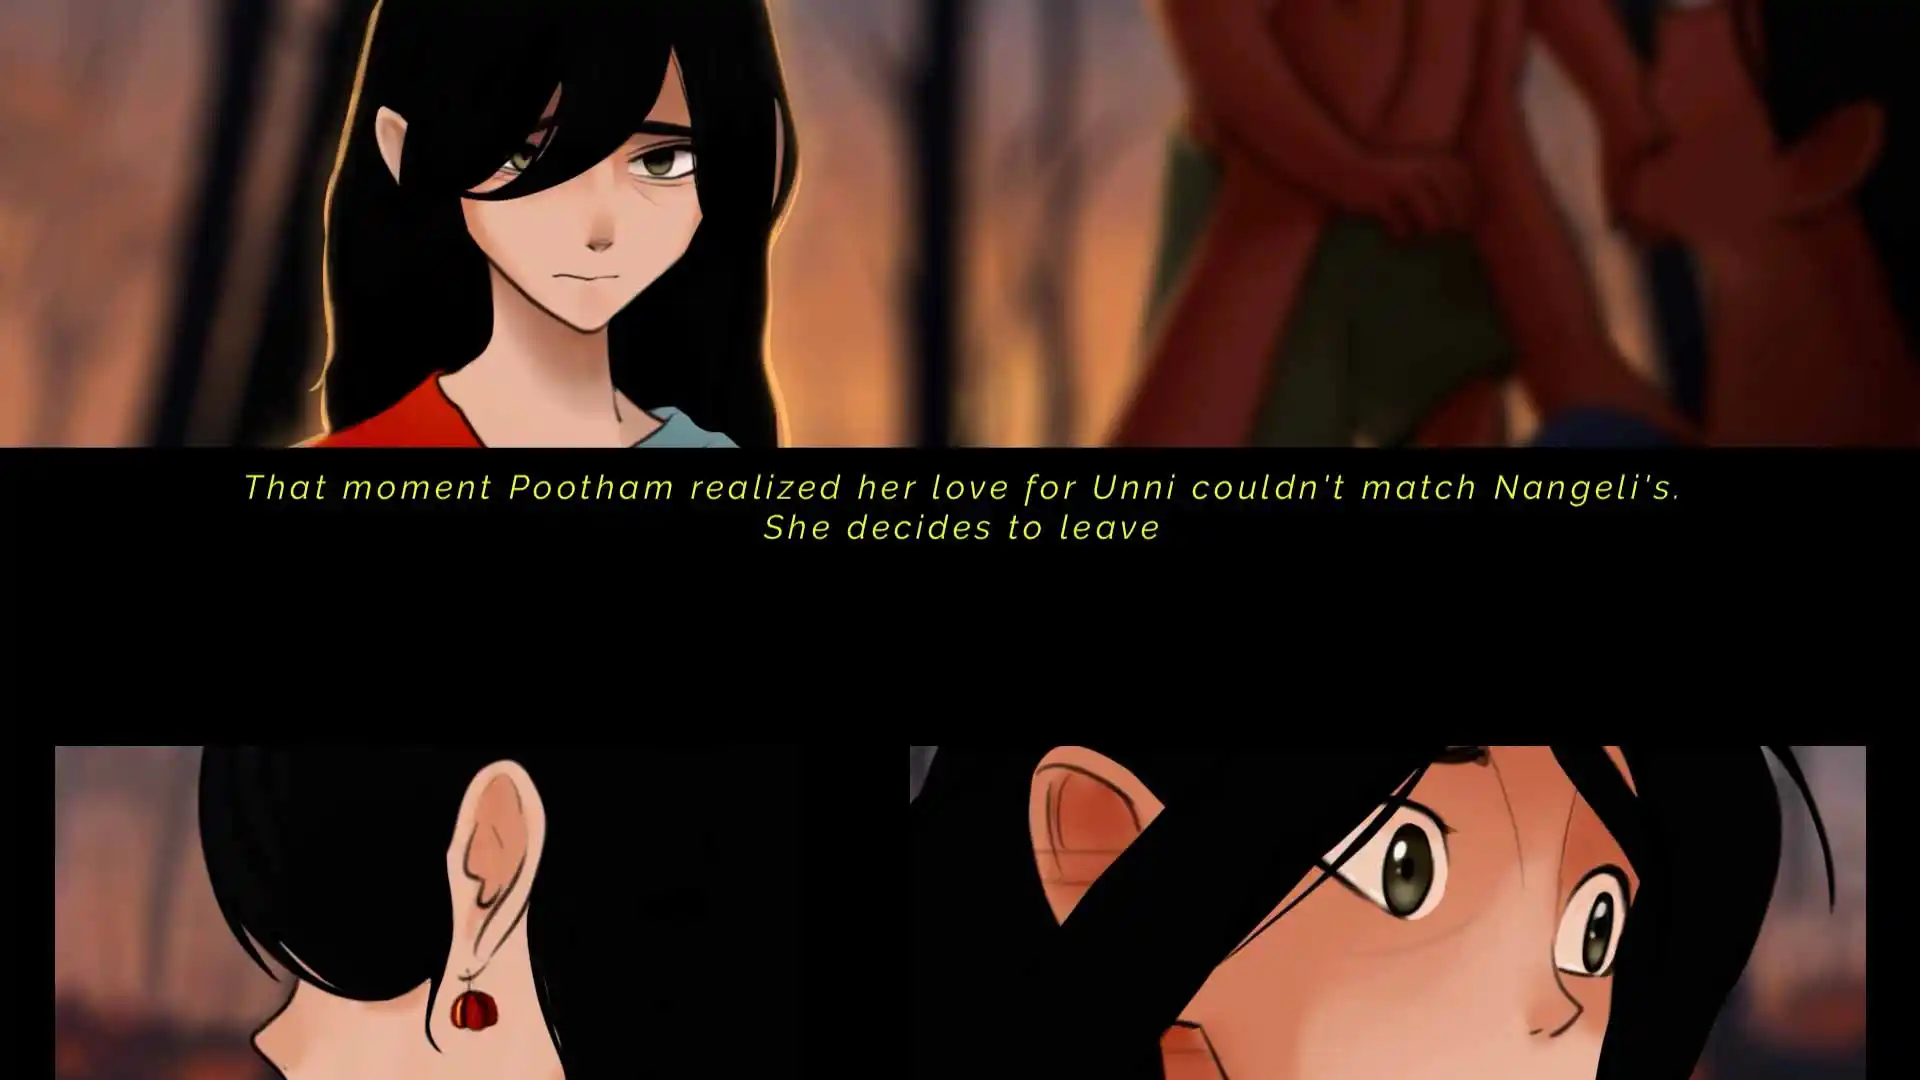 That moment Pootham realized her love for Unni couldn't match Nangeli's.
She decides to leave